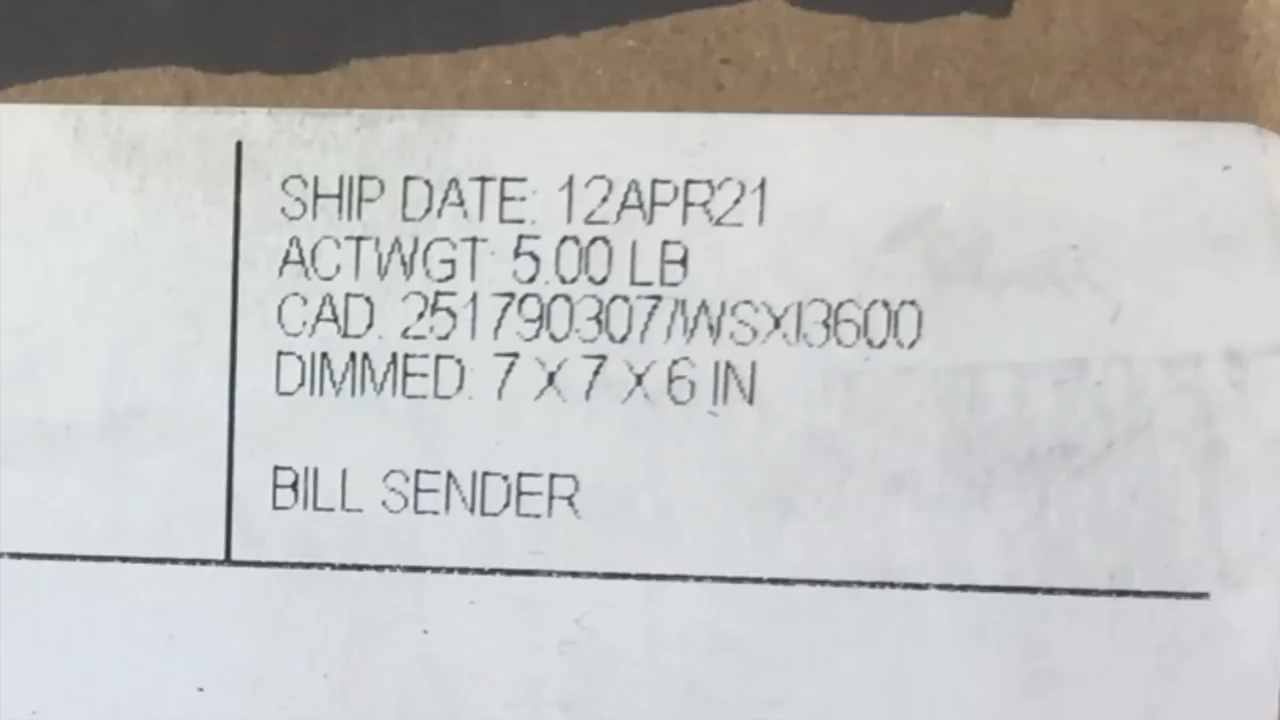 SHIP DATE: 12APR21
ACTWGT: 5.00 LB
CAD: 251790307/WSXI3600
DIMMED: 7 X 7 X 6 IN
BILL SENDER